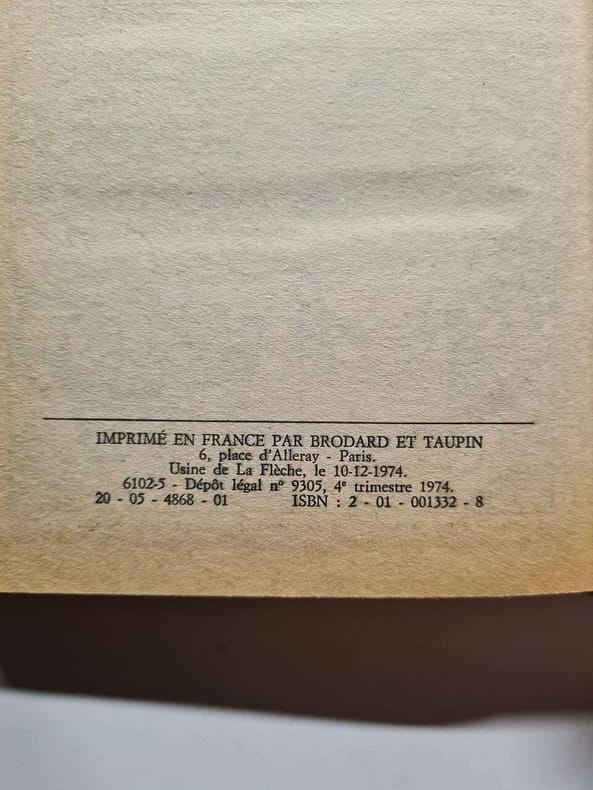 IMPRIMÉ EN FRANCE PAR BRODARD ET TAUPIN
6, place d'Alleray - Paris.
Usine de La Flèche, le 10-12-1974.
6102-5 - Dépôt légal nº 9305, 4ᵉ trimestre 1974.
20 - 05 - 4868 - 01 ISBN : 2 - 01 - 001332 - 8